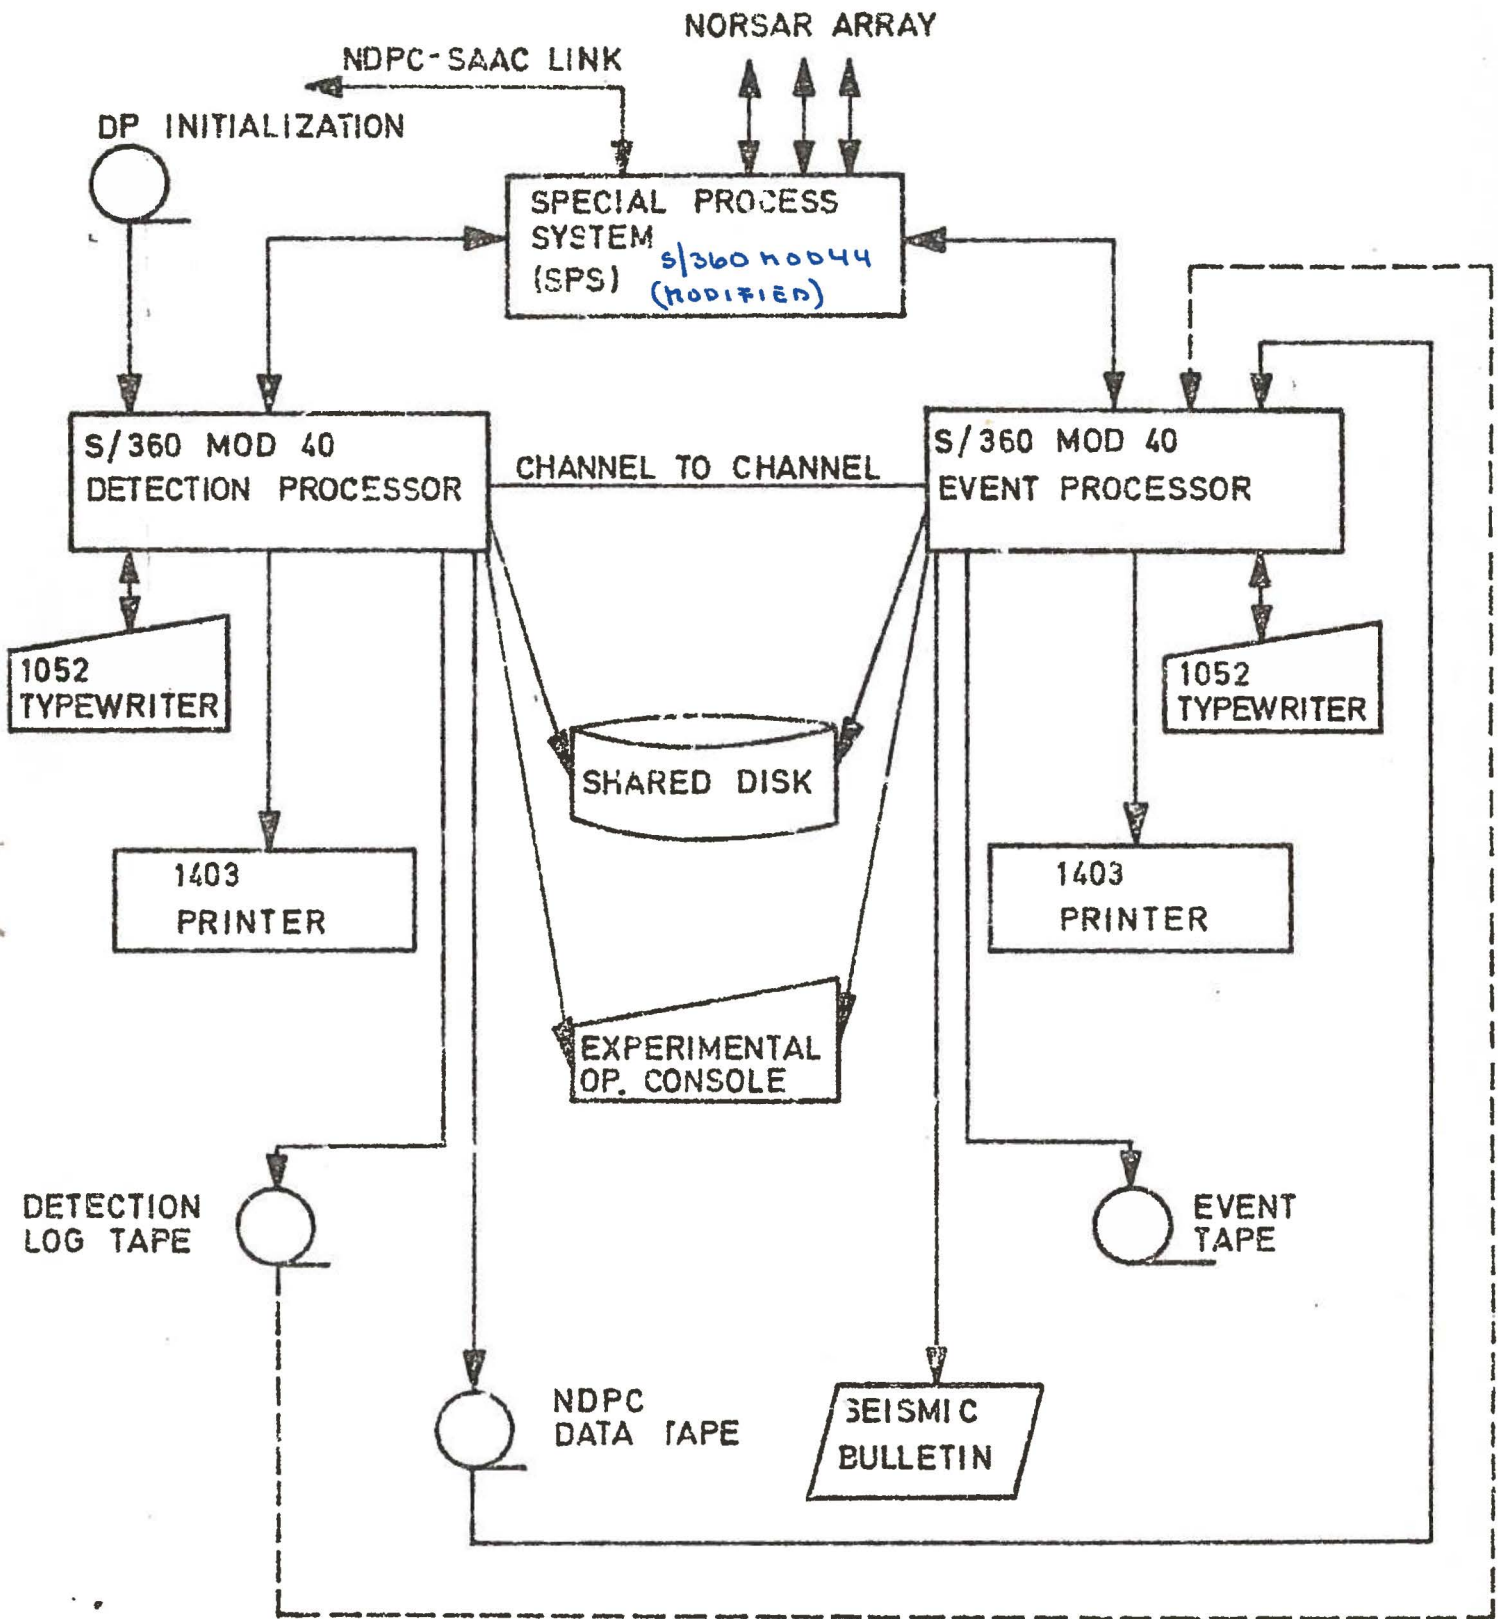 NORSAR ARRAY
NDPC-SAAC LINK
DP INITIALIZATION
SPECIAL PROCESS
SYSTEM
(SPS)
S/360 MOD44
(MODIFIED)
S/360 MOD 40
DETECTION PROCESSOR
CHANNEL TO CHANNEL
S/360 MOD 40
EVENT PROCESSOR
1052
TYPEWRITER
1052
TYPEWRITER
SHARED DISK
1403
PRINTER
1403
PRINTER
EXPERIMENTAL
OP. CONSOLE
DETECTION
LOG TAPE
EVENT
TAPE
NDPC
DATA TAPE
SEISMIC
BULLETIN